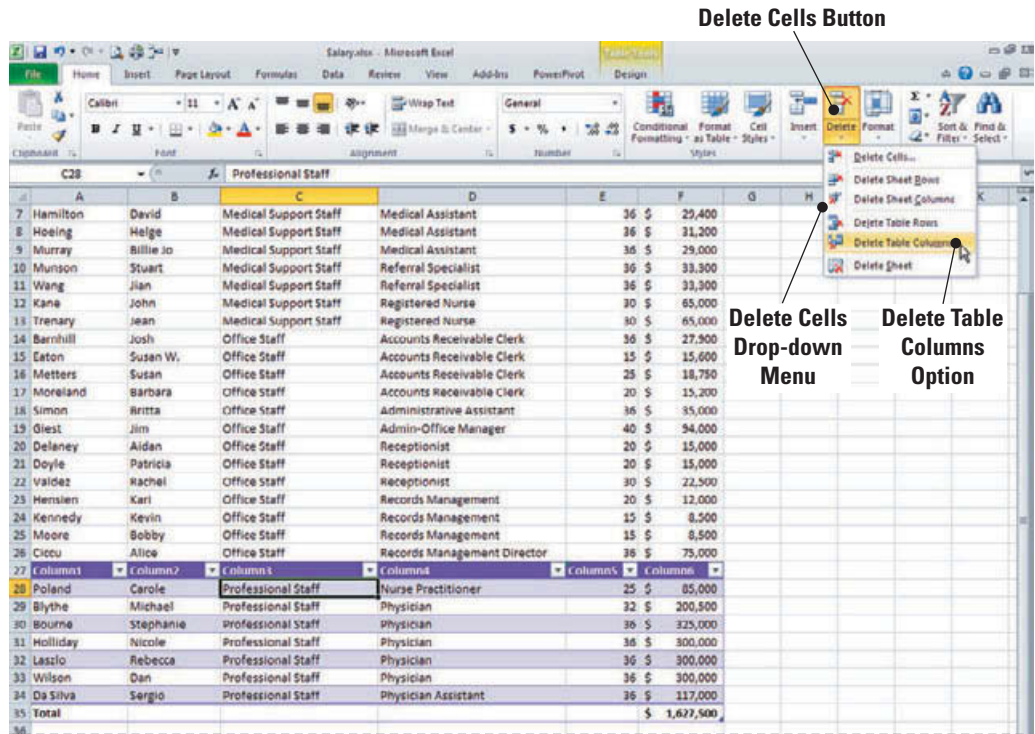 Delete Cells Button
Salary.xlsx - Microsoft Excel
Table Tools
File Home Insert Page Layout Formulas Data Review View Add-Ins PowerPivot Design
Calibri 11 A A Wrap Text General Σ
Paste B I U A Merge & Center $ % , Conditional Formatting Format as Table Cell Styles Insert Delete Format Sort & Filter Find & Select
Clipboard Font Alignment Number Styles
Delete Cells...
Delete Sheet Rows
Delete Sheet Columns
Delete Table Rows
Delete Table Columns
Delete Sheet
C28 fx Professional Staff
A B C D E F G H K
7 Hamilton David Medical Support Staff Medical Assistant 36 $ 29,400
8 Hoeing Helge Medical Support Staff Medical Assistant 36 $ 31,200
9 Murray Billie Jo Medical Support Staff Medical Assistant 36 $ 29,000
10 Munson Stuart Medical Support Staff Referral Specialist 36 $ 33,300
11 Wang Jian Medical Support Staff Referral Specialist 36 $ 33,300
12 Kane John Medical Support Staff Registered Nurse 30 $ 65,000
13 Trenary Jean Medical Support Staff Registered Nurse 30 $ 65,000
14 Barnhill Josh Office Staff Accounts Receivable Clerk 36 $ 27,900
15 Eaton Susan W. Office Staff Accounts Receivable Clerk 15 $ 15,600
16 Metters Susan Office Staff Accounts Receivable Clerk 25 $ 18,750
17 Moreland Barbara Office Staff Accounts Receivable Clerk 20 $ 15,200
18 Simon Britta Office Staff Administrative Assistant 36 $ 35,000
19 Giest Jim Office Staff Admin-Office Manager 40 $ 94,000
20 Delaney Aidan Office Staff Receptionist 20 $ 15,000
21 Doyle Patricia Office Staff Receptionist 20 $ 15,000
22 Valdez Rachel Office Staff Receptionist 30 $ 22,500
23 Hensien Kari Office Staff Records Management 20 $ 12,000
24 Kennedy Kevin Office Staff Records Management 15 $ 8,500
25 Moore Bobby Office Staff Records Management 15 $ 8,500
26 Ciccu Alice Office Staff Records Management Director 36 $ 75,000
27 Column1 Column2 Column3 Column4 Column5 Column6
28 Poland Carole Professional Staff Nurse Practitioner 25 $ 85,000
29 Blythe Michael Professional Staff Physician 32 $ 200,500
30 Bourne Stephanie Professional Staff Physician 36 $ 325,000
31 Holliday Nicole Professional Staff Physician 36 $ 300,000
32 Laszlo Rebecca Professional Staff Physician 36 $ 300,000
33 Wilson Dan Professional Staff Physician 36 $ 300,000
34 Da Silva Sergio Professional Staff Physician Assistant 36 $ 117,000
35 Total $ 1,627,500
36
Delete Cells
Drop-down
Menu
Delete Table
Columns
Option